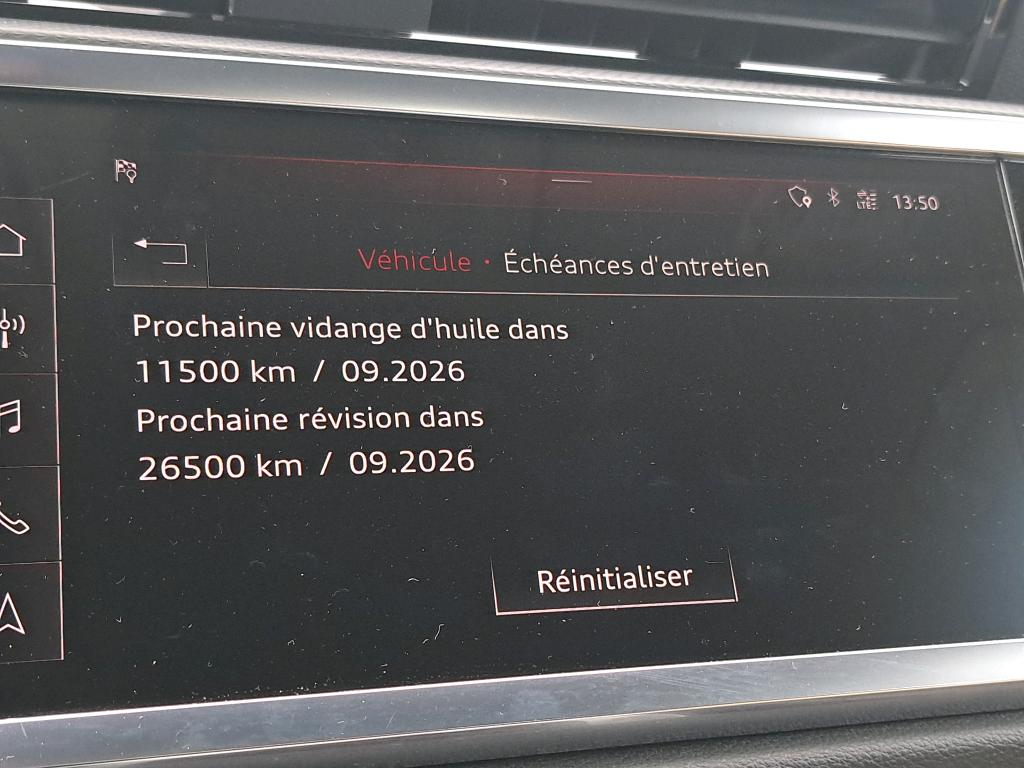 LTE 13:50
Véhicule · Échéances d'entretien
Prochaine vidange d'huile dans
11500 km / 09.2026
Prochaine révision dans
26500 km / 09.2026
Réinitialiser